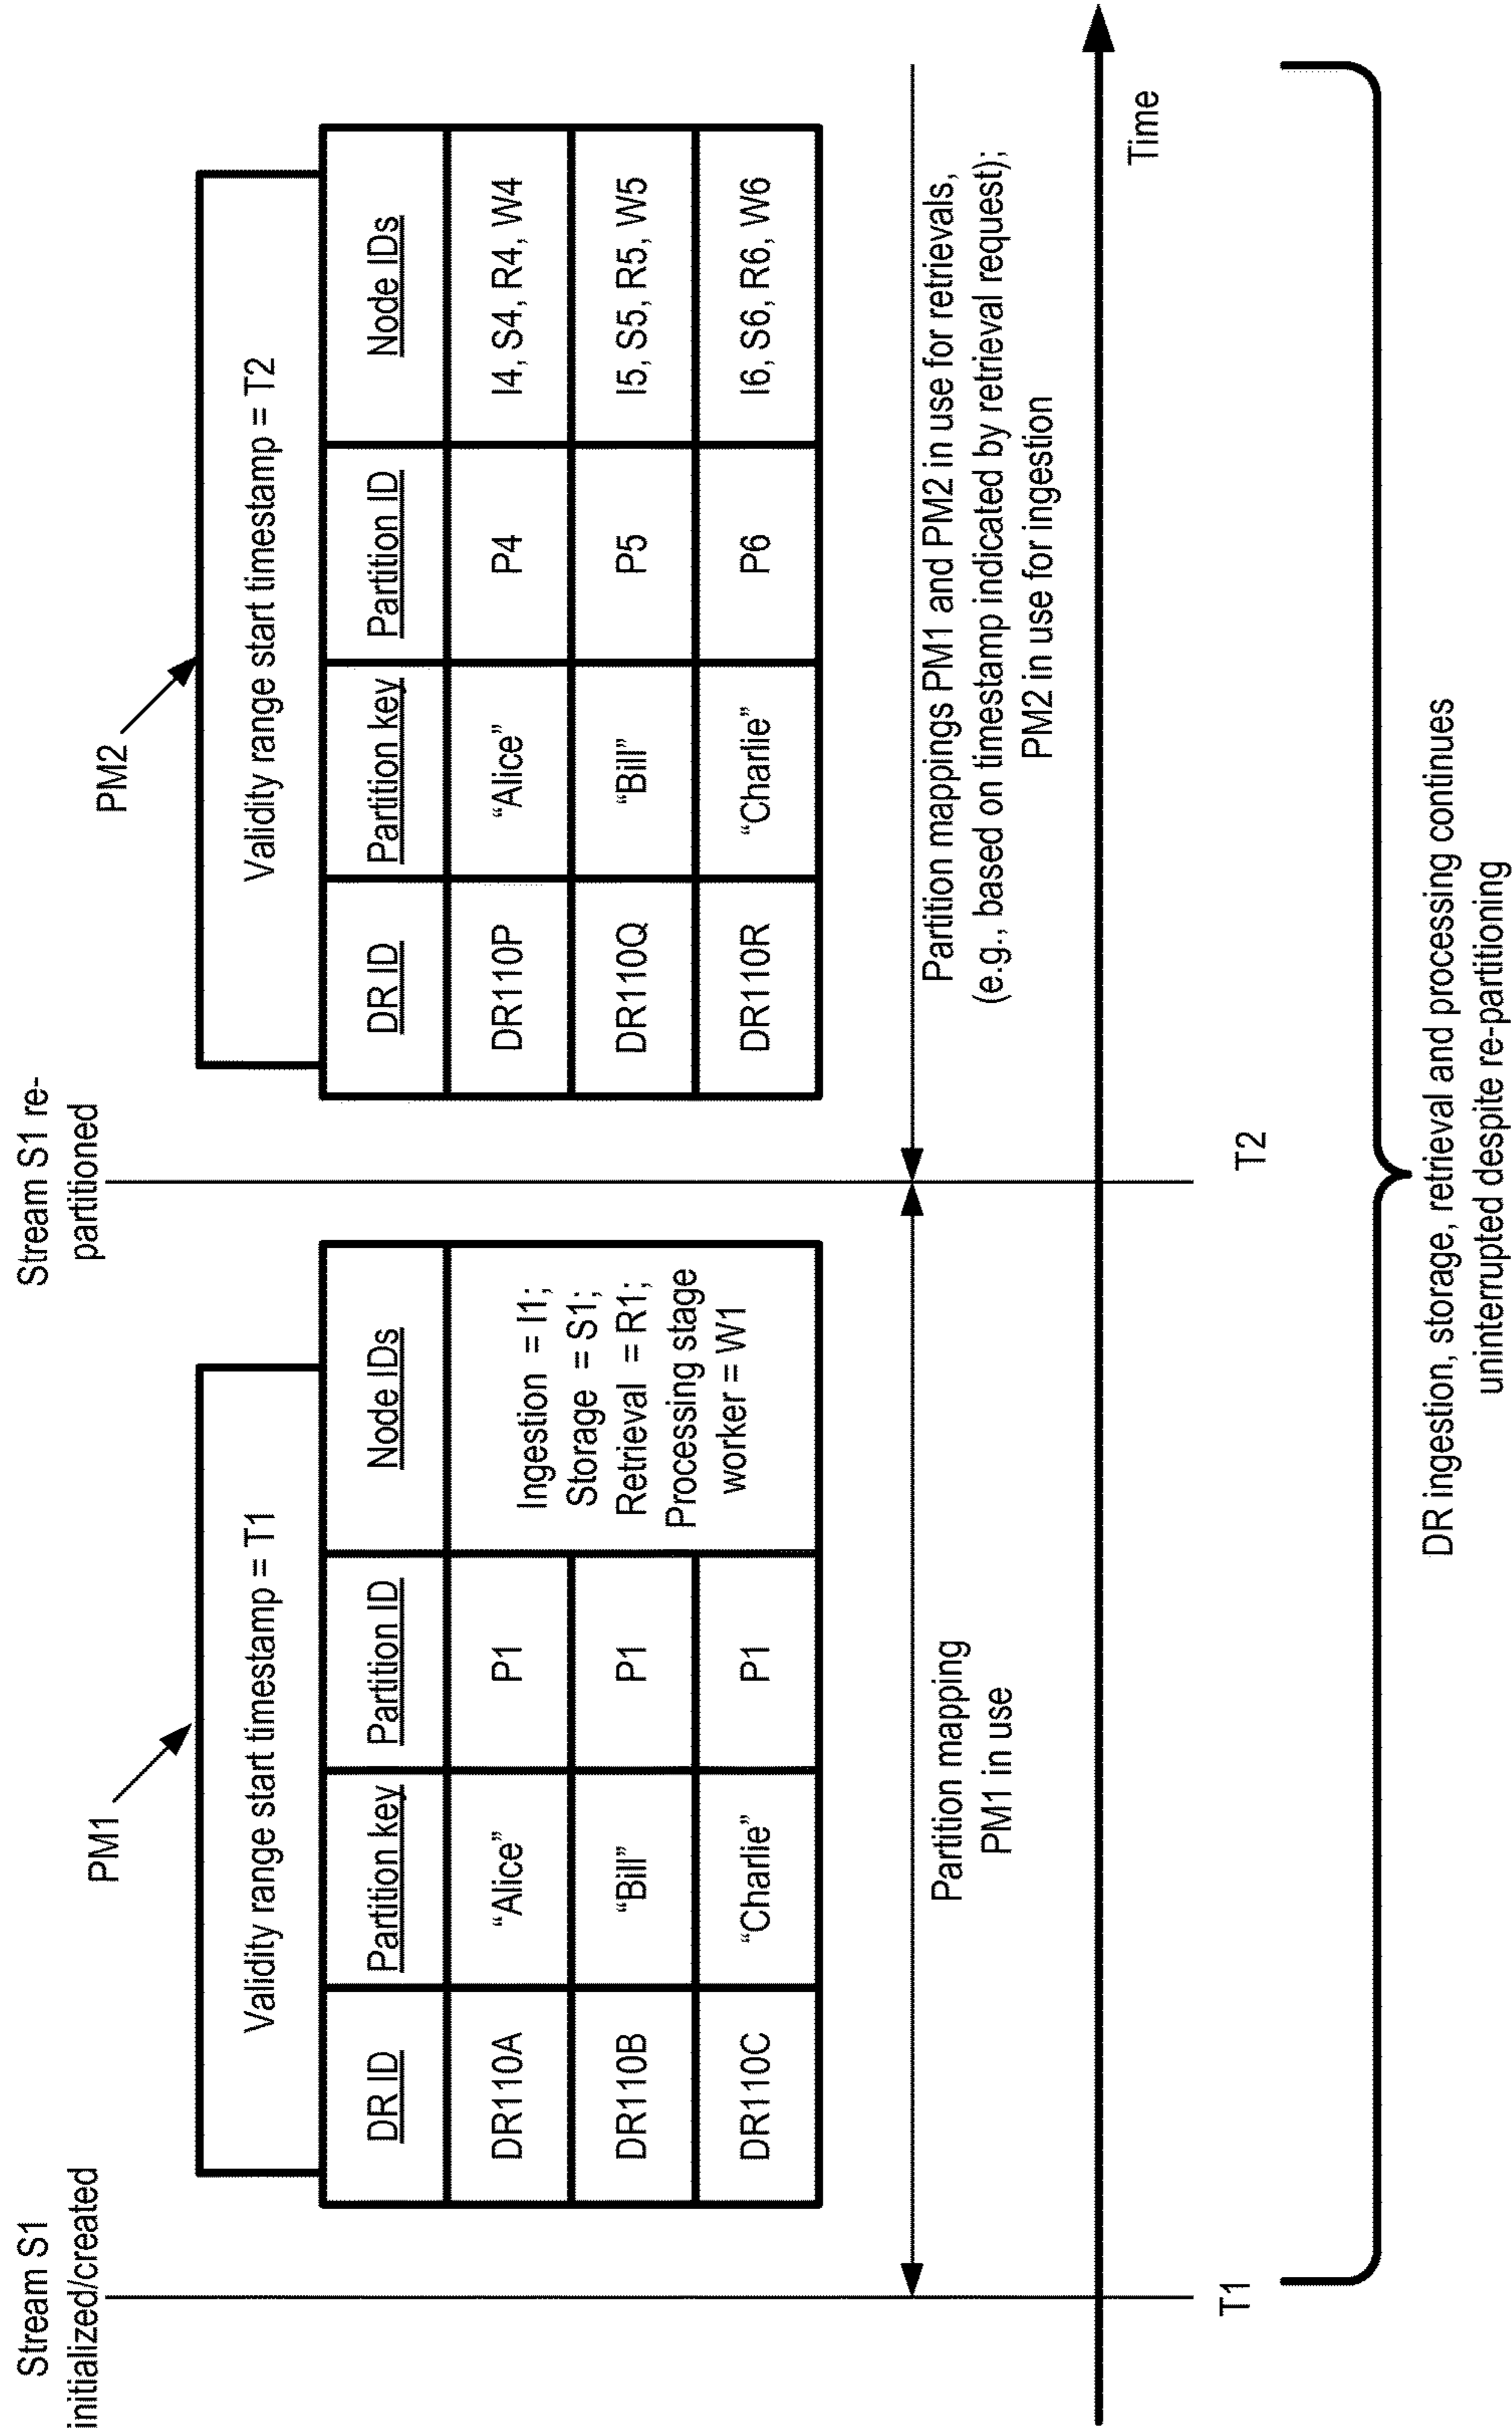 Stream S1
initialized/created
Stream S1 re-
partitioned
PM1
Validity range start timestamp = T1
DR ID
Partition key
Partition ID
Node IDs
DR110A
“Alice”
P1
DR110B
“Bill”
P1
DR110C
“Charlie”
P1
Ingestion = I1;
Storage = S1;
Retrieval = R1;
Processing stage
worker = W1
PM2
Validity range start timestamp = T2
DR ID
Partition key
Partition ID
Node IDs
DR110P
“Alice”
P4
I4, S4, R4, W4
DR110Q
“Bill”
P5
I5, S5, R5, W5
DR110R
“Charlie”
P6
I6, S6, R6, W6
Partition mapping
PM1 in use
Partition mappings PM1 and PM2 in use for retrievals,
(e.g., based on timestamp indicated by retrieval request);
PM2 in use for ingestion
Time
T1
T2
DR ingestion, storage, retrieval and processing continues
uninterrupted despite re-partitioning